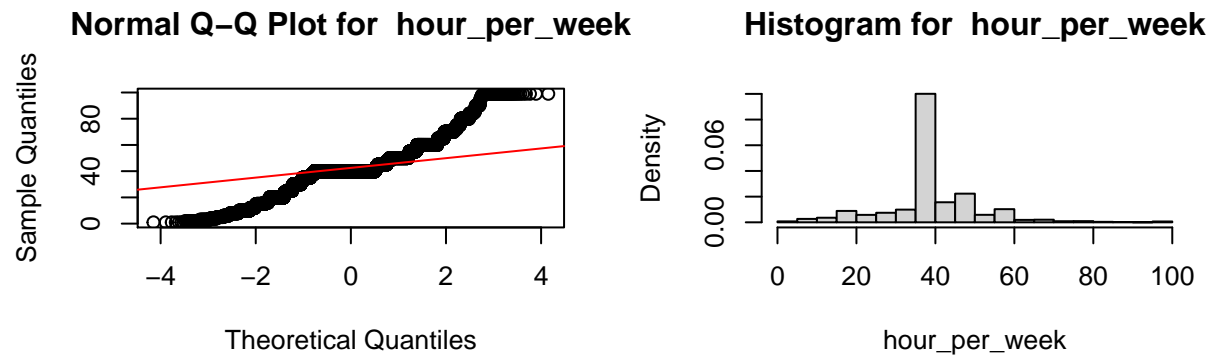 Normal Q−Q Plot for  hour_per_week
Sample Quantiles
0 40 80
−4 −2 0 2 4
Theoretical Quantiles
Histogram for  hour_per_week
Density
0.00 0.06
0 20 40 60 80 100
hour_per_week